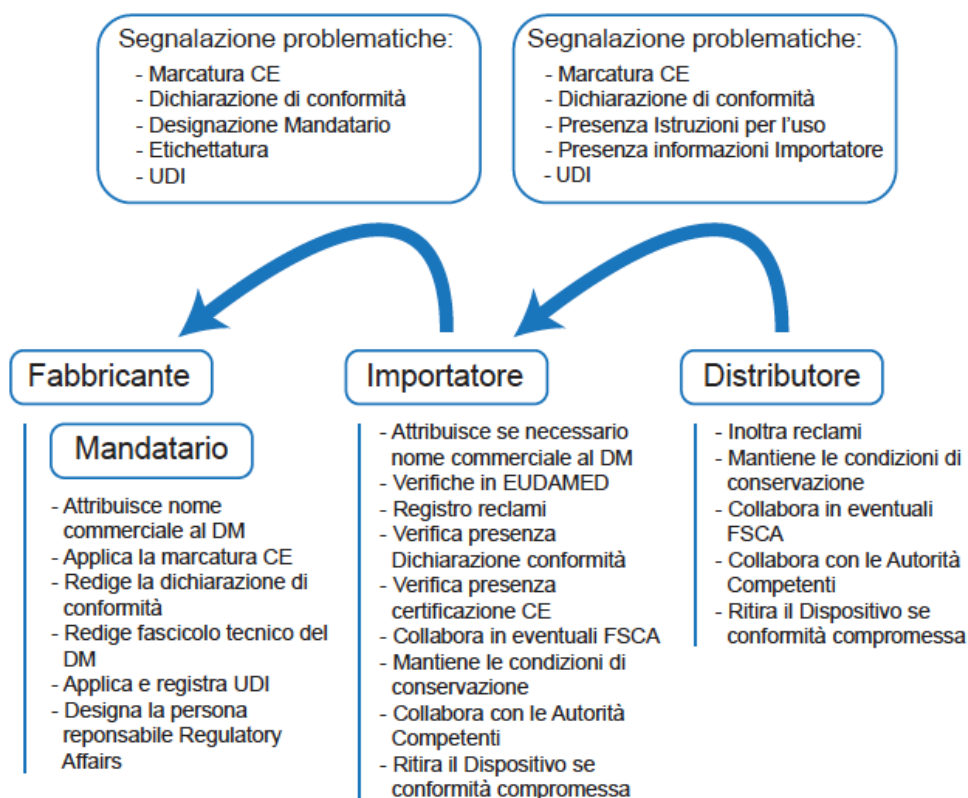 Segnalazione problematiche:
- Marcatura CE
- Dichiarazione di conformità
- Designazione Mandatario
- Etichettatura
- UDI
Segnalazione problematiche:
- Marcatura CE
- Dichiarazione di conformità
- Presenza Istruzioni per l'uso
- Presenza informazioni Importatore
- UDI
Fabbricante
Mandatario
- Attribuisce nome
commerciale al DM
- Applica la marcatura CE
- Redige la dichiarazione di
conformità
- Redige fascicolo tecnico del
DM
- Applica e registra UDI
- Designa la persona
reponsabile Regulatory
Affairs
Importatore
- Attribuisce se necessario
nome commerciale al DM
- Verifiche in EUDAMED
- Registro reclami
- Verifica presenza
Dichiarazione conformità
- Verifica presenza
certificazione CE
- Collabora in eventuali FSCA
- Mantiene le condizioni di
conservazione
- Collabora con le Autorità
Competenti
- Ritira il Dispositivo se
conformità compromessa
Distributore
- Inoltra reclami
- Mantiene le condizioni di
conservazione
- Collabora in eventuali
FSCA
- Collabora con le Autorità
Competenti
- Ritira il Dispositivo se
conformità compromessa